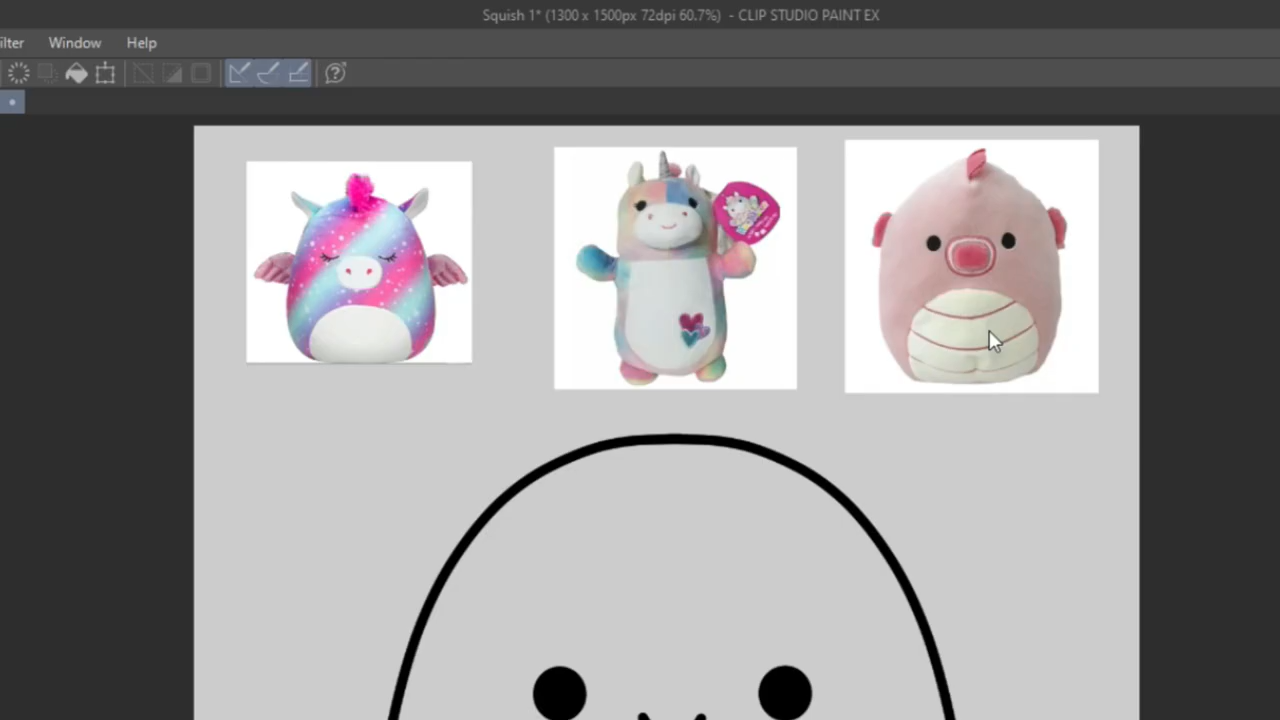 Squish 1* (1300 x 1500px 72dpi 60.7%) - CLIP STUDIO PAINT EX
ilter Window Help